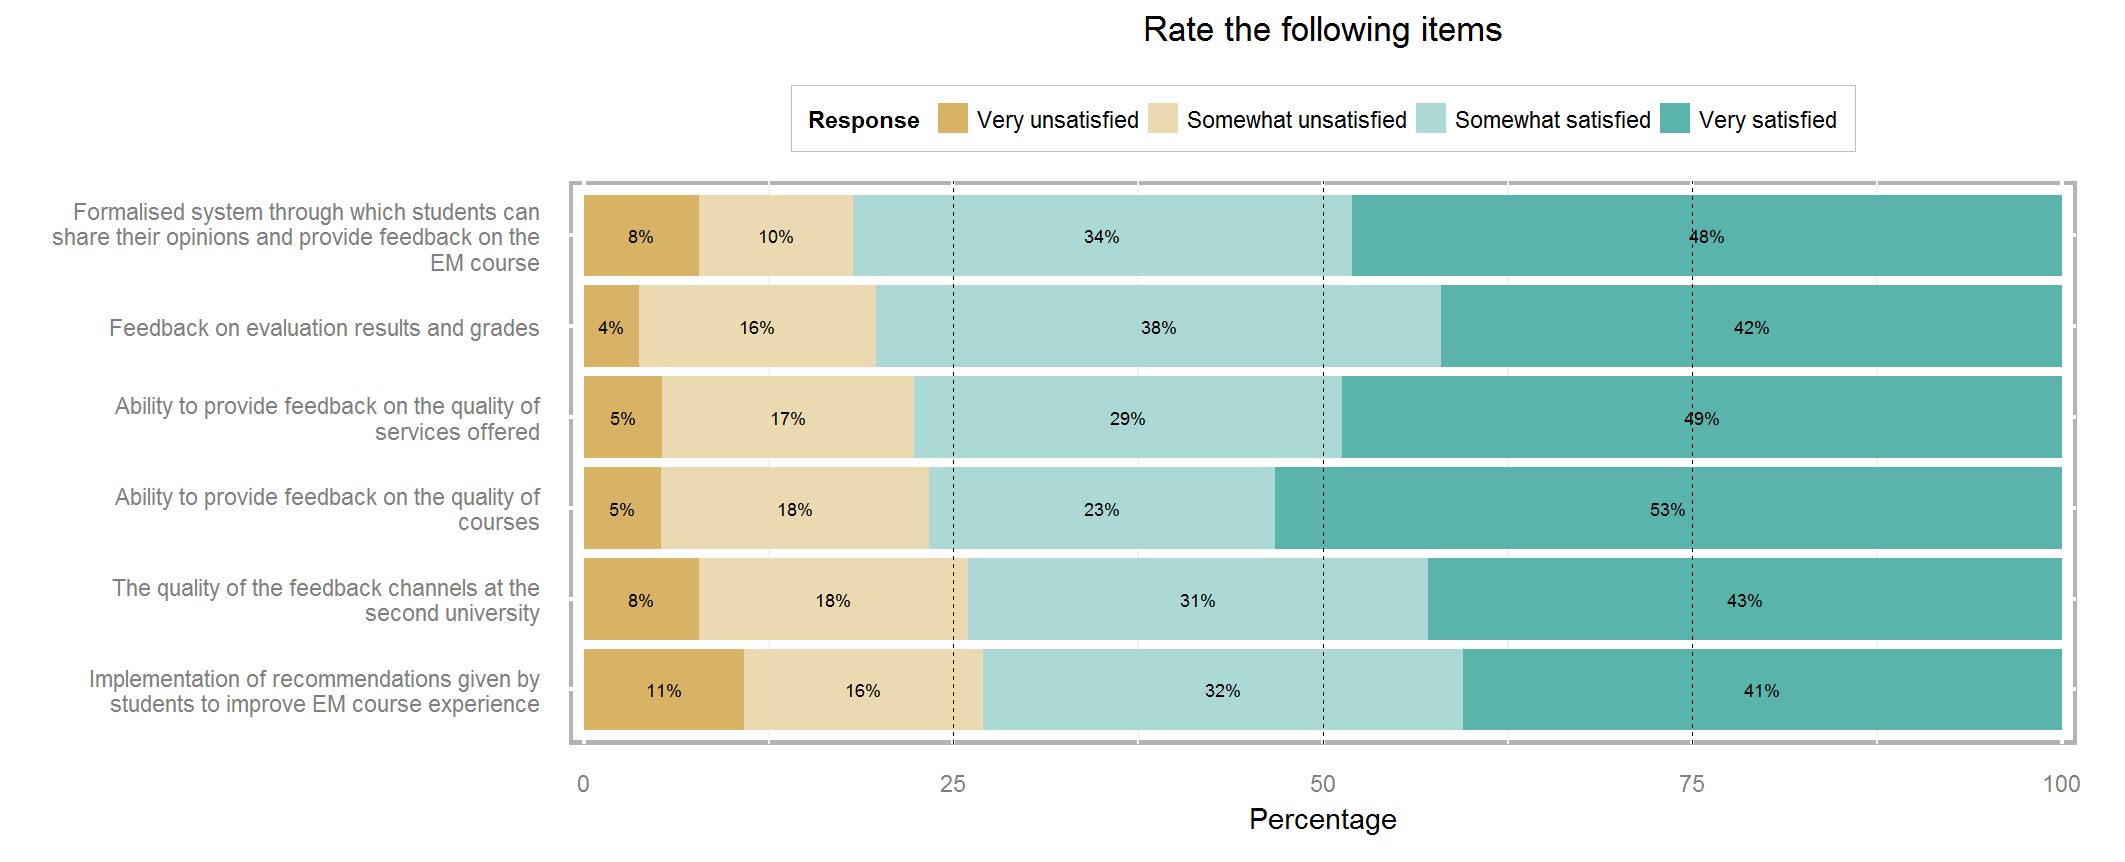 Rate the following items
Response Very unsatisfied Somewhat unsatisfied Somewhat satisfied Very satisfied
Formalised system through which students can
share their opinions and provide feedback on the
EM course
8% 10% 34% 48%
Feedback on evaluation results and grades
4% 16% 38% 42%
Ability to provide feedback on the quality of
services offered
5% 17% 29% 49%
Ability to provide feedback on the quality of
courses
5% 18% 23% 53%
The quality of the feedback channels at the
second university
8% 18% 31% 43%
Implementation of recommendations given by
students to improve EM course experience
11% 16% 32% 41%
0 25 50 75 100
Percentage